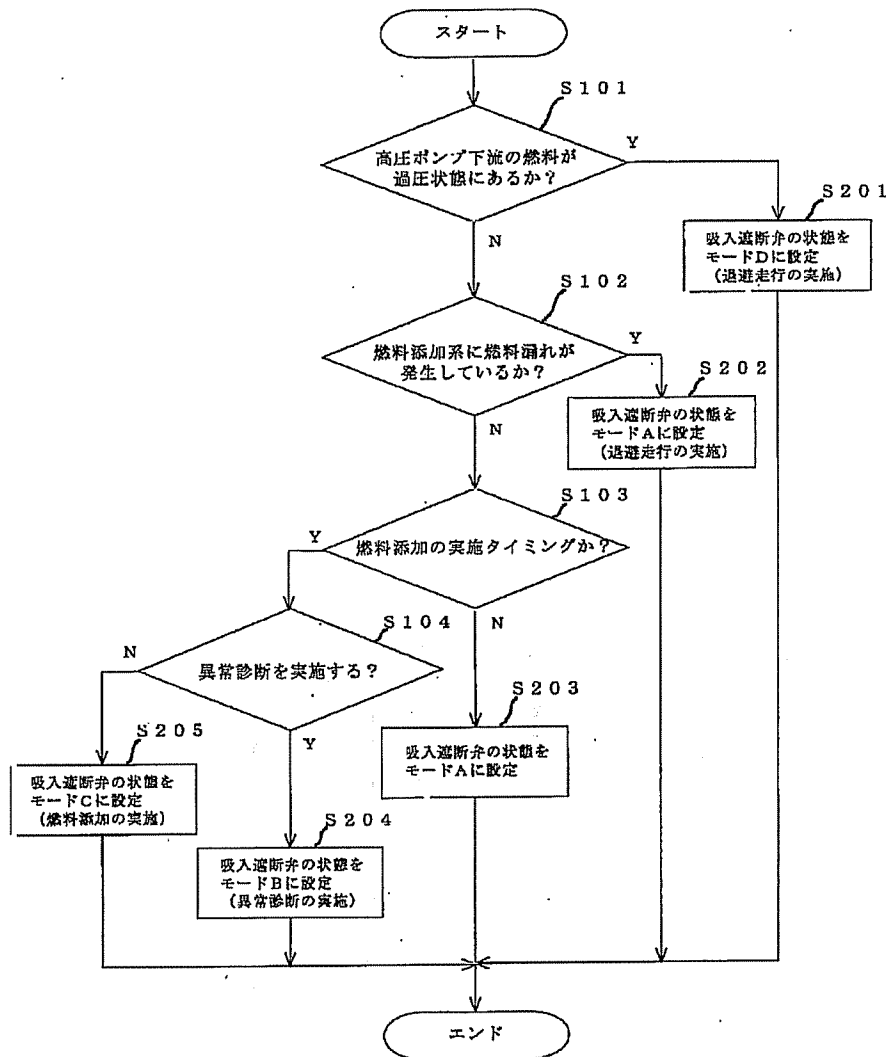 スタート
S101
高圧ポンプ下流の燃料が
過圧状態にあるか?
Y
N
S201
吸入遮断弁の状態を
モードDに設定
(退避走行の実施)
S102
燃料添加系に燃料漏れが
発生しているか?
Y
N
S202
吸入遮断弁の状態を
モードAに設定
(退避走行の実施)
S103
燃料添加の実施タイミングか?
Y
N
S104
異常診断を実施する?
N
Y
S203
吸入遮断弁の状態を
モードAに設定
S205
吸入遮断弁の状態を
モードCに設定
(燃料添加の実施)
S204
吸入遮断弁の状態を
モードBに設定
(異常診断の実施)
エンド